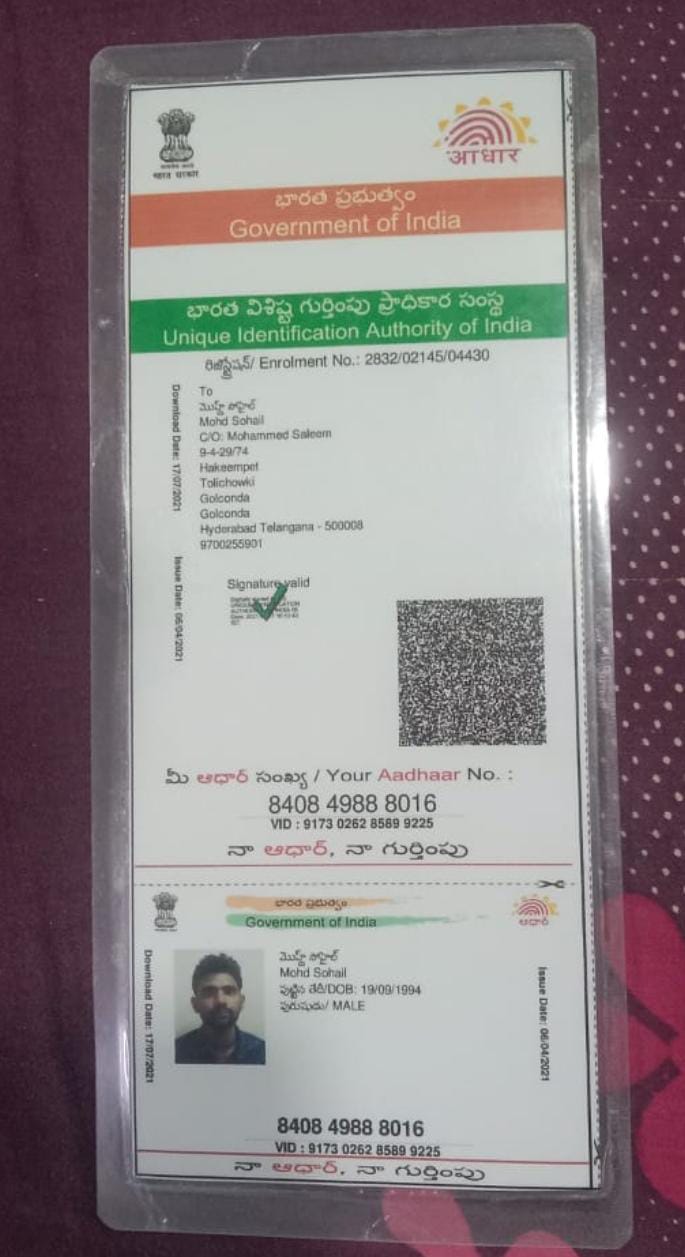 भारत सरकार
आधार
భారత ప్రభుత్వం
Government of India
భారత విశిష్ట గుర్తింపు ప్రాధికార సంస్థ
Unique Identification Authority of India
రిజిస్ట్రేషన్/ Enrolment No.: 2832/02145/04430
Download Date: 17/07/2021
Issue Date: 06/04/2021
To
మొహ్డ్ సోహైల్
Mohd Sohail
C/O: Mohammed Saleem
9-4-29/74
Hakeempet
Tolichowki
Golconda
Golconda
Hyderabad Telangana - 500008
9700255901
Signature valid
మీ ఆధార్ సంఖ్య / Your Aadhaar No. :
8408 4988 8016
VID : 9173 0262 8589 9225
నా ఆధార్, నా గుర్తింపు
భారత ప్రభుత్వం
Government of India
ఆధార్
Download Date: 17/07/2021
మొహ్డ్ సోహైల్
Mohd Sohail
పుట్టిన తేదీ/DOB: 19/09/1994
పురుషుడు/ MALE
Issue Date: 06/04/2021
8408 4988 8016
VID : 9173 0262 8589 9225
నా ఆధార్, నా గుర్తింపు